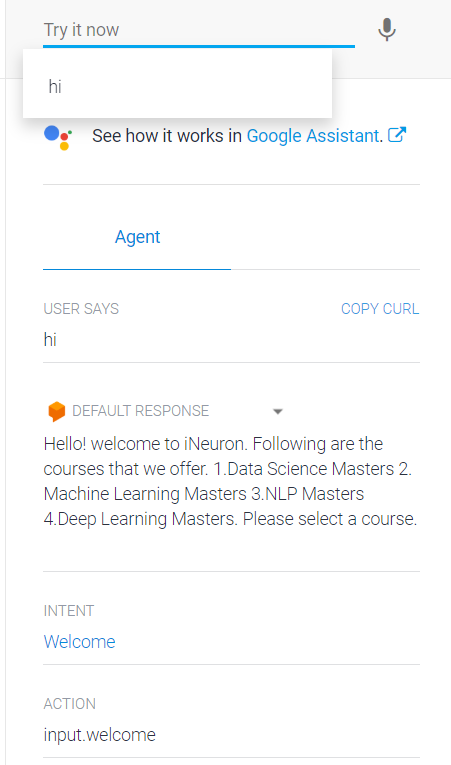 Try it now
hi
See how it works in Google Assistant.
Agent
USER SAYS COPY CURL
hi
DEFAULT RESPONSE
Hello! welcome to iNeuron. Following are the
courses that we offer. 1.Data Science Masters 2.
Machine Learning Masters 3.NLP Masters
4.Deep Learning Masters. Please select a course.
INTENT
Welcome
ACTION
input.welcome